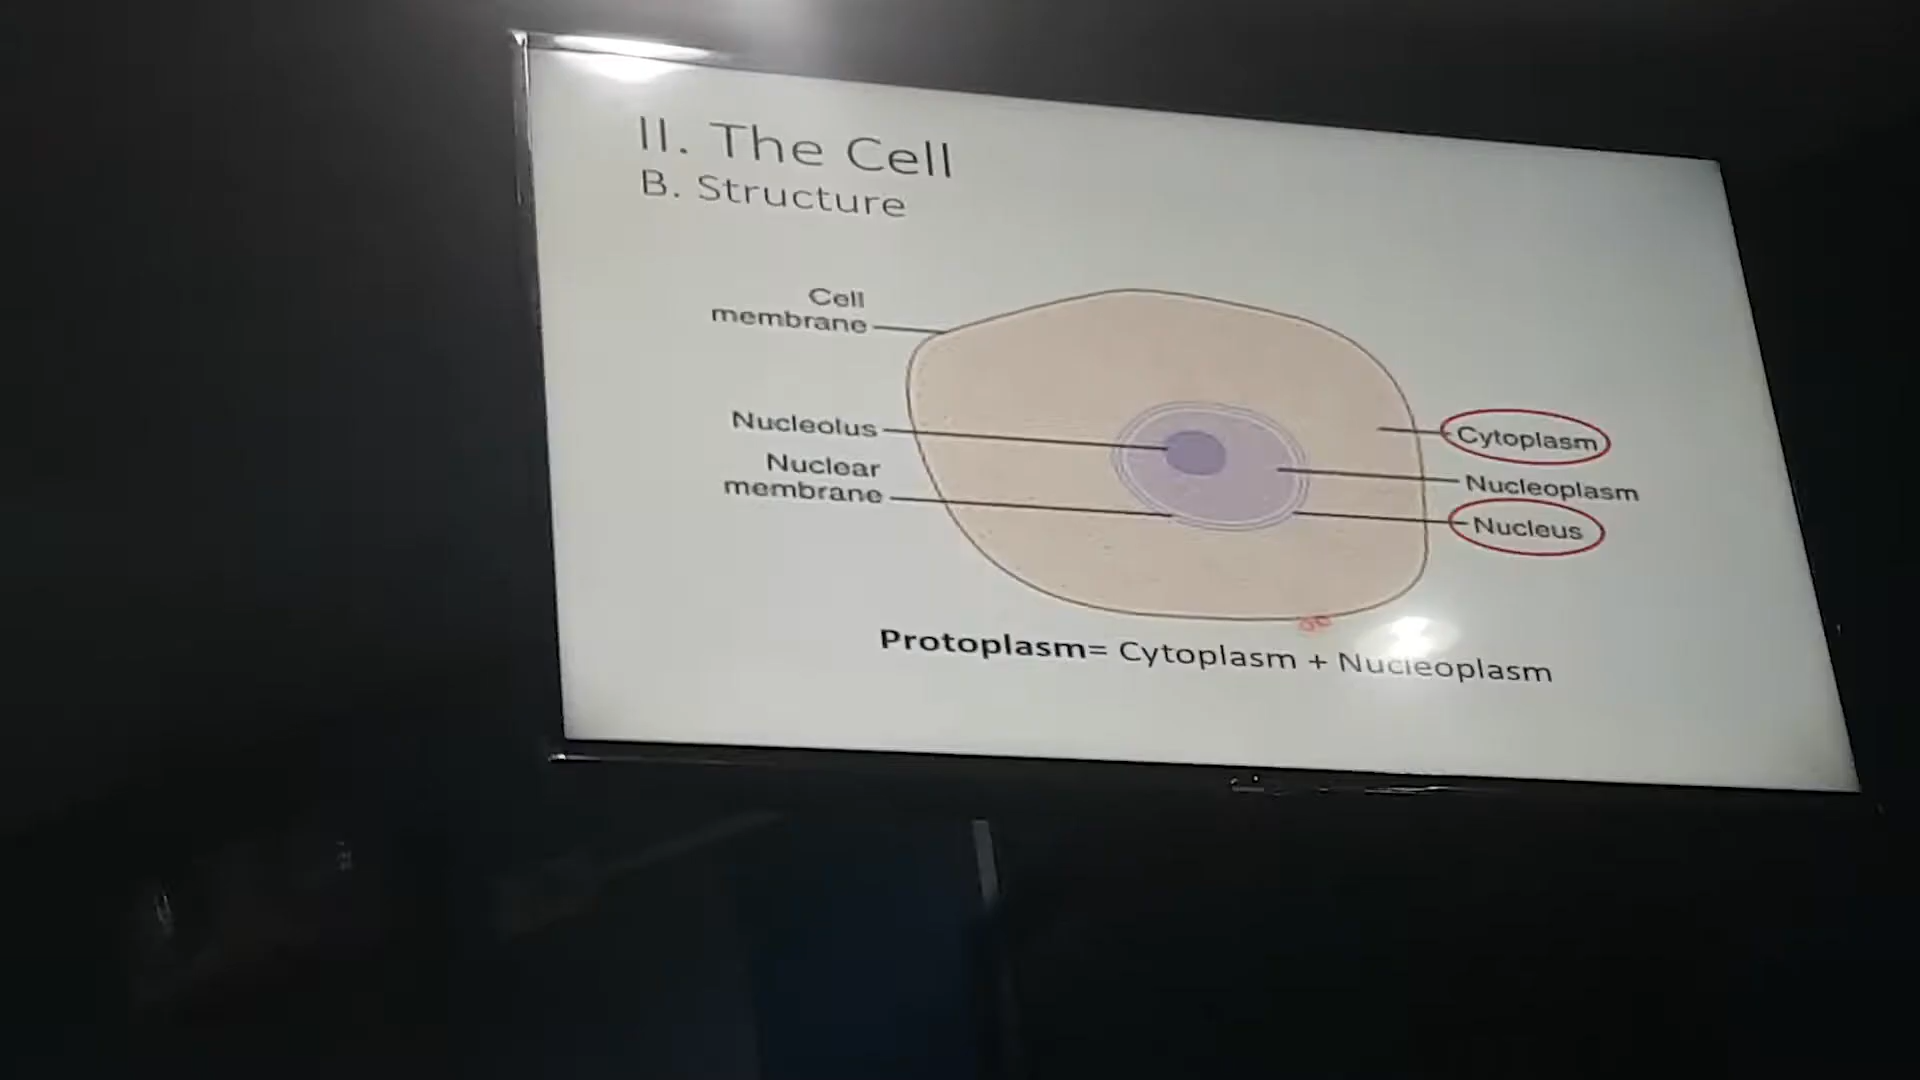 II. The Cell
B. Structure
Cell
membrane
Nucleolus
Nuclear
membrane
Cytoplasm
Nucleoplasm
Nucleus
Protoplasm= Cytoplasm + Nucleoplasm